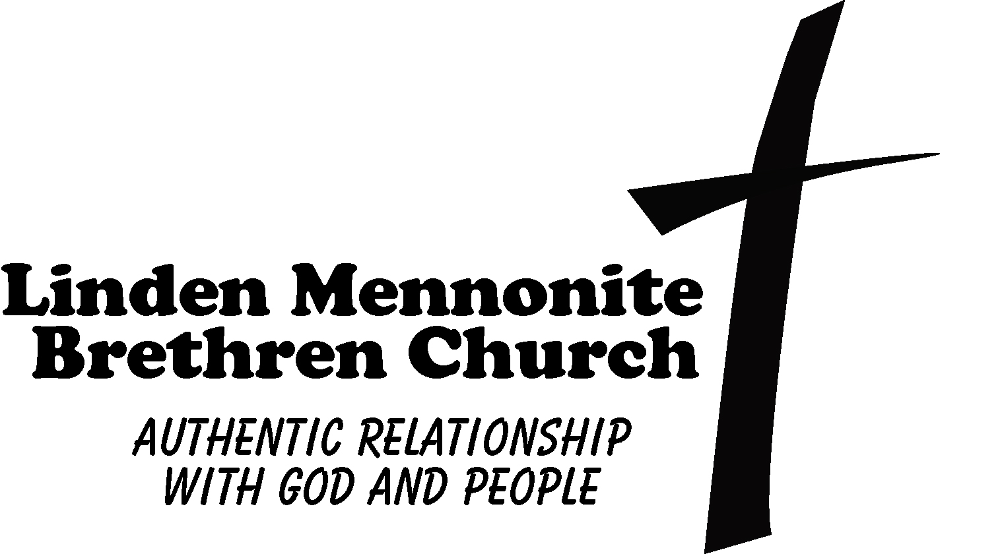 Linden Mennonite
Brethren Church
AUTHENTIC RELATIONSHIP
WITH GOD AND PEOPLE